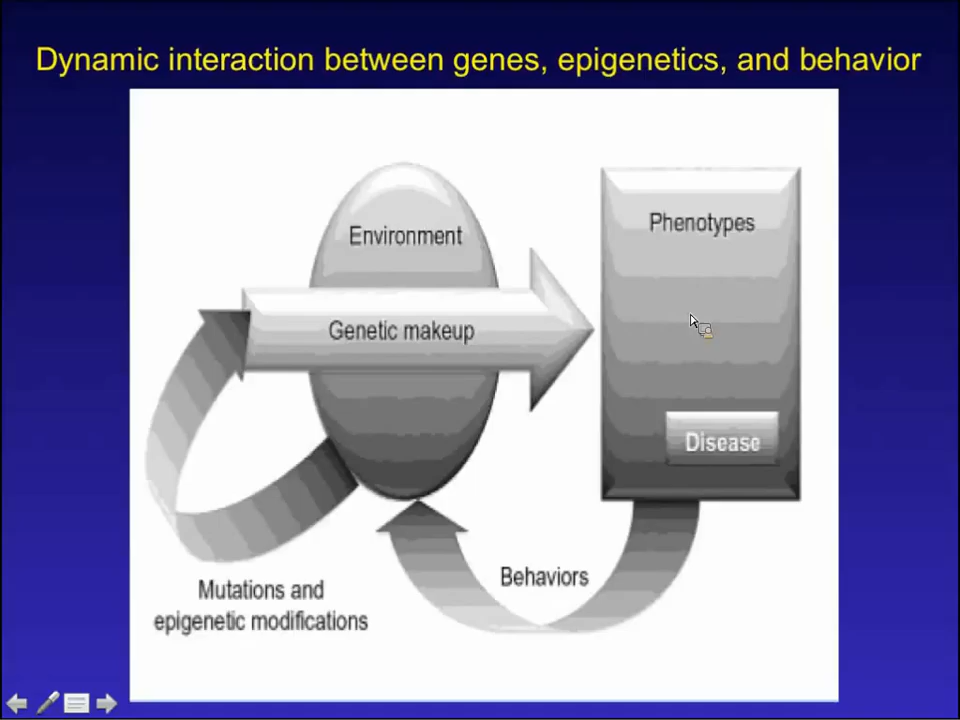 Dynamic interaction between genes, epigenetics, and behavior
Environment
Phenotypes
Genetic makeup
Disease
Behaviors
Mutations and
epigenetic modifications